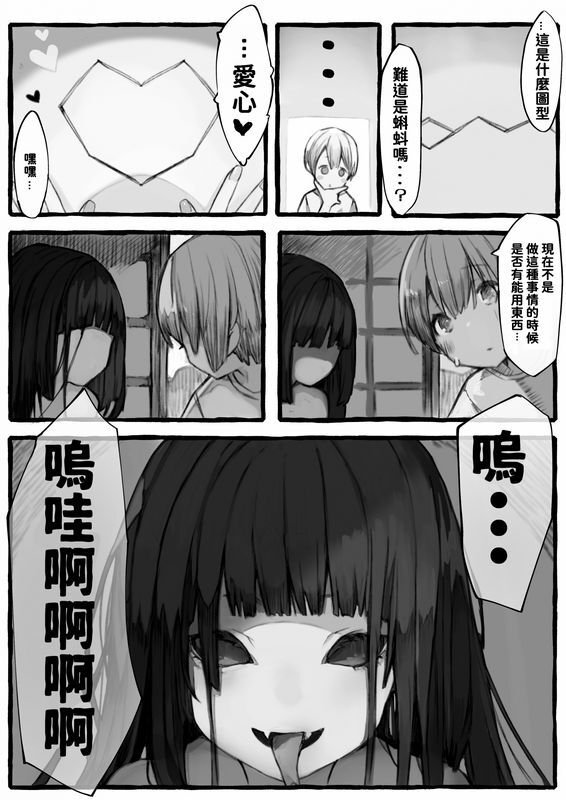 …這是什麼圖型
難道是蝌蚪嗎...？
...
…愛心♥
嘿嘿…
現在不是
做這種事情的時候
是否有能用東西…
嗚...
嗚哇啊啊啊啊